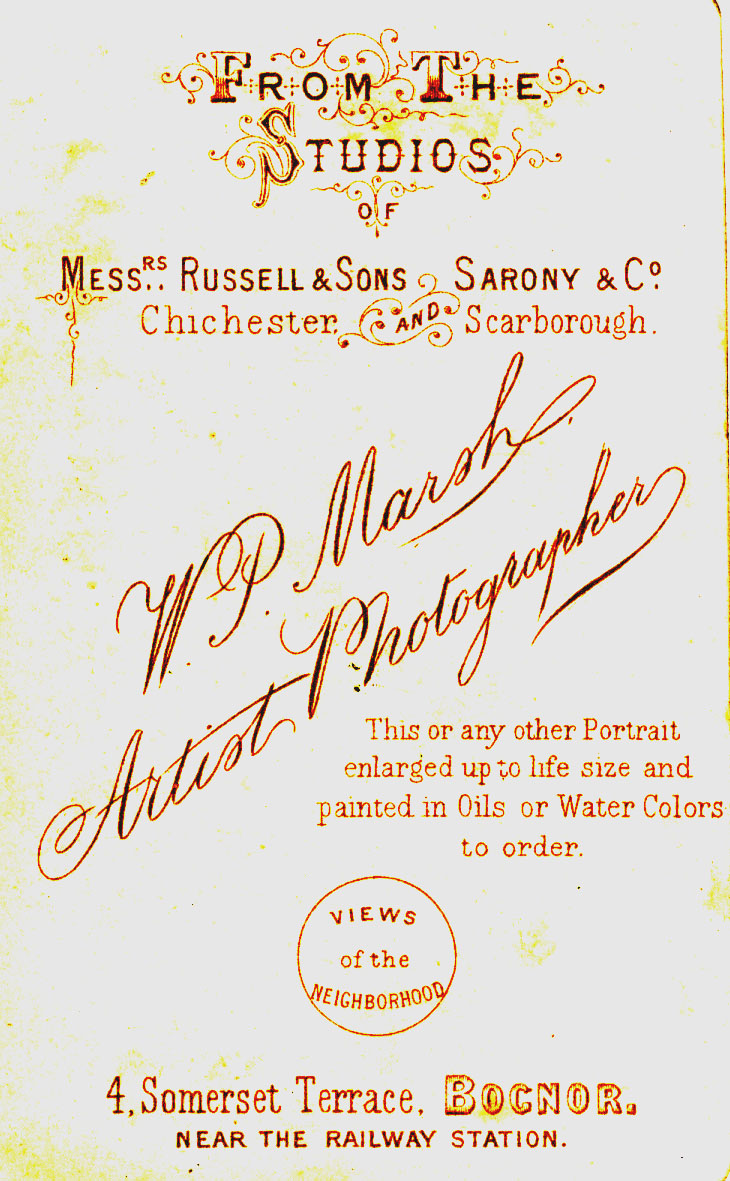 FROM THE
STUDIOS
OF
MESSRS. RUSSELL & SONS, SARONY & Co.
Chichester AND Scarborough.
W.P. Marsh.
Artist Photographer
This or any other Portrait
enlarged up to life size and
painted in Oils or Water Colors
to order.
VIEWS
of the
NEIGHBORHOOD
4, Somerset Terrace, BOGNOR.
NEAR THE RAILWAY STATION.